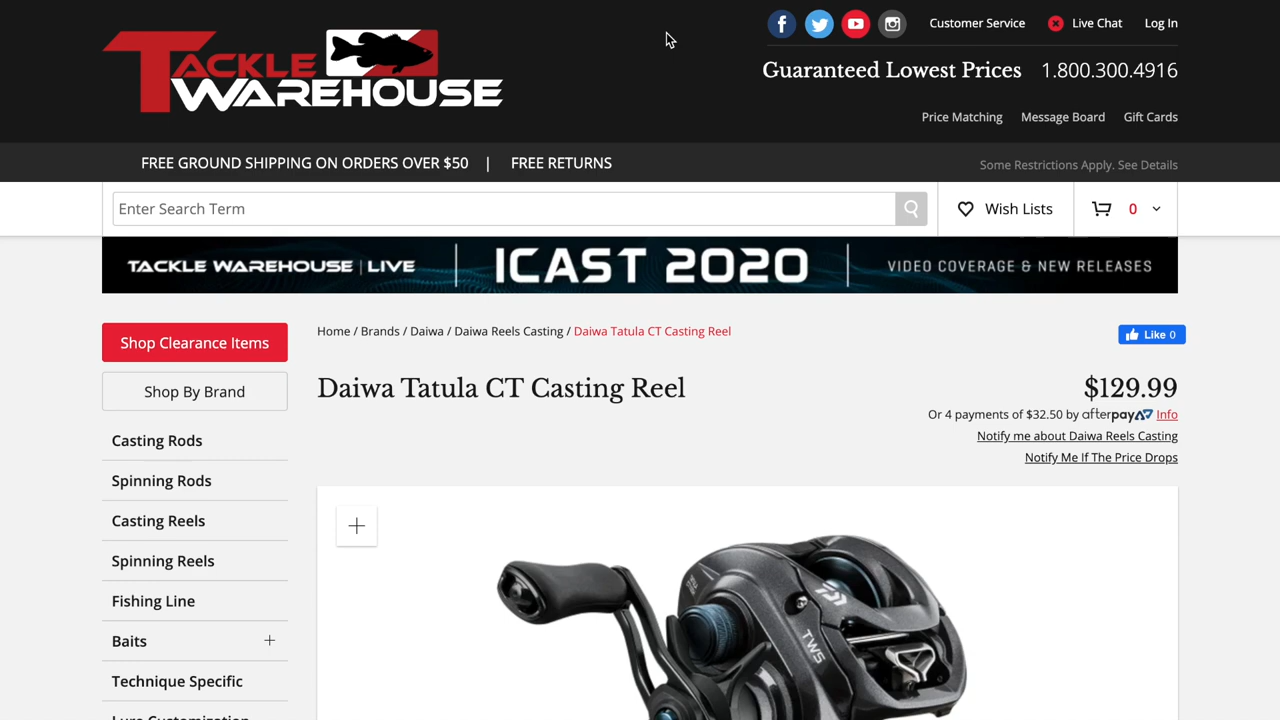 TACKLE
WAREHOUSE
Customer Service
Live Chat
Log In
Guaranteed Lowest Prices
1.800.300.4916
Price Matching
Message Board
Gift Cards
FREE GROUND SHIPPING ON ORDERS OVER $50 | FREE RETURNS
Some Restrictions Apply. See Details
Enter Search Term
Wish Lists
0
TACKLE WAREHOUSE | LIVE
ICAST 2020
VIDEO COVERAGE & NEW RELEASES
Shop Clearance Items
Shop By Brand
Casting Rods
Spinning Rods
Casting Reels
Spinning Reels
Fishing Line
Baits
Technique Specific
Lure Customization
Home / Brands / Daiwa / Daiwa Reels Casting / Daiwa Tatula CT Casting Reel
Like 0
Daiwa Tatula CT Casting Reel
$129.99
Or 4 payments of $32.50 by afterpay Info
Notify me about Daiwa Reels Casting
Notify Me If The Price Drops
TWS